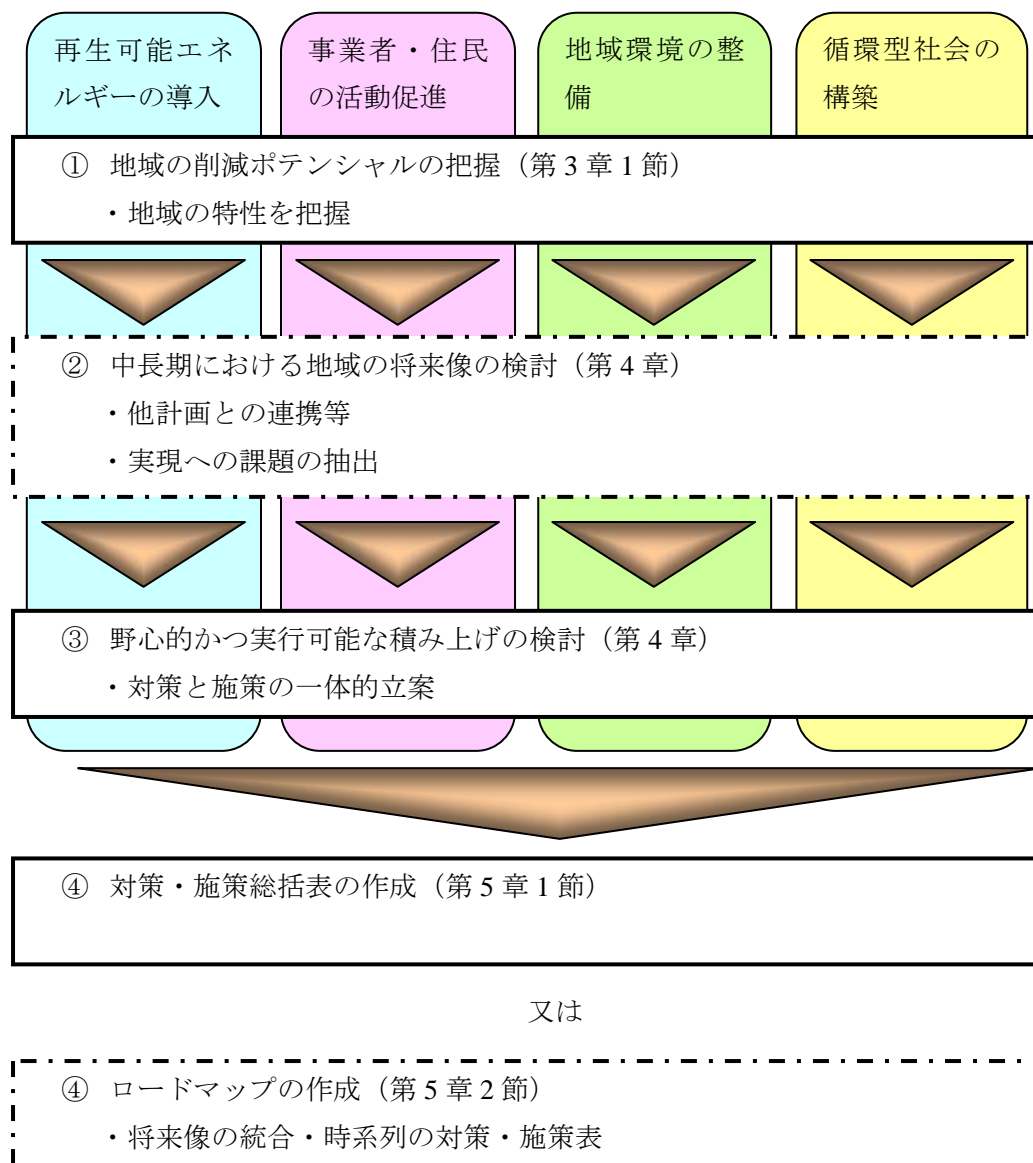 再生可能エネ
ルギーの導入
事業者・住民
の活動促進
地域環境の整
備
循環型社会の
構築
① 地域の削減ポテンシャルの把握（第3章1節）
・地域の特性を把握
② 中長期における地域の将来像の検討（第4章）
・他計画との連携等
・実現への課題の抽出
③ 野心的かつ実行可能な積み上げの検討（第4章）
・対策と施策の一体的立案
④ 対策・施策総括表の作成（第5章1節）
又は
④ ロードマップの作成（第5章2節）
・将来像の統合・時系列の対策・施策表